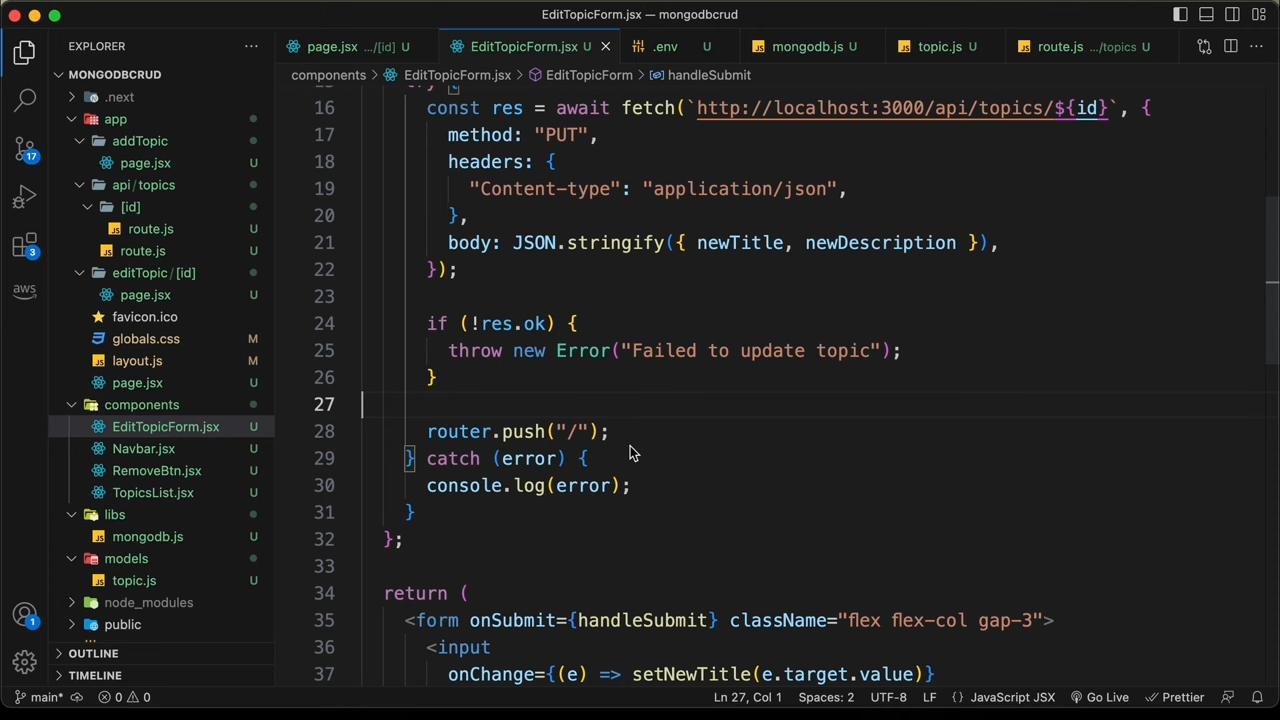 EditTopicForm.jsx — mongodbcrud
EXPLORER
page.jsx .../[id] U
EditTopicForm.jsx U
.env U
mongodb.js U
topic.js U
route.js .../topics U
MONGODBCRUD
components > EditTopicForm.jsx > EditTopicForm > handleSubmit
.next
app
addTopic
page.jsx U
api/topics
[id]
route.js U
route.js U
editTopic/[id]
page.jsx U
favicon.ico U
globals.css M
layout.js M
page.jsx U
components
EditTopicForm.jsx U
Navbar.jsx U
RemoveBtn.jsx U
TopicsList.jsx U
libs
mongodb.js U
models
topic.js U
node_modules
public
OUTLINE
TIMELINE
17
3
aws
1
16 const res = await fetch(`http://localhost:3000/api/topics/${id}`, {
17 method: "PUT",
18 headers: {
19 "Content-type": "application/json",
20 },
21 body: JSON.stringify({ newTitle, newDescription }),
22 });
23
24 if (!res.ok) {
25 throw new Error("Failed to update topic");
26 }
27
28 router.push("/");
29 } catch (error) {
30 console.log(error);
31 }
32 };
33
34 return (
35 <form onSubmit={handleSubmit} className="flex flex-col gap-3">
36 <input
37 onChange={(e) => setNewTitle(e.target.value)}
main* 0 0 Ln 27, Col 1 Spaces: 2 UTF-8 LF {} JavaScript JSX Go Live Prettier